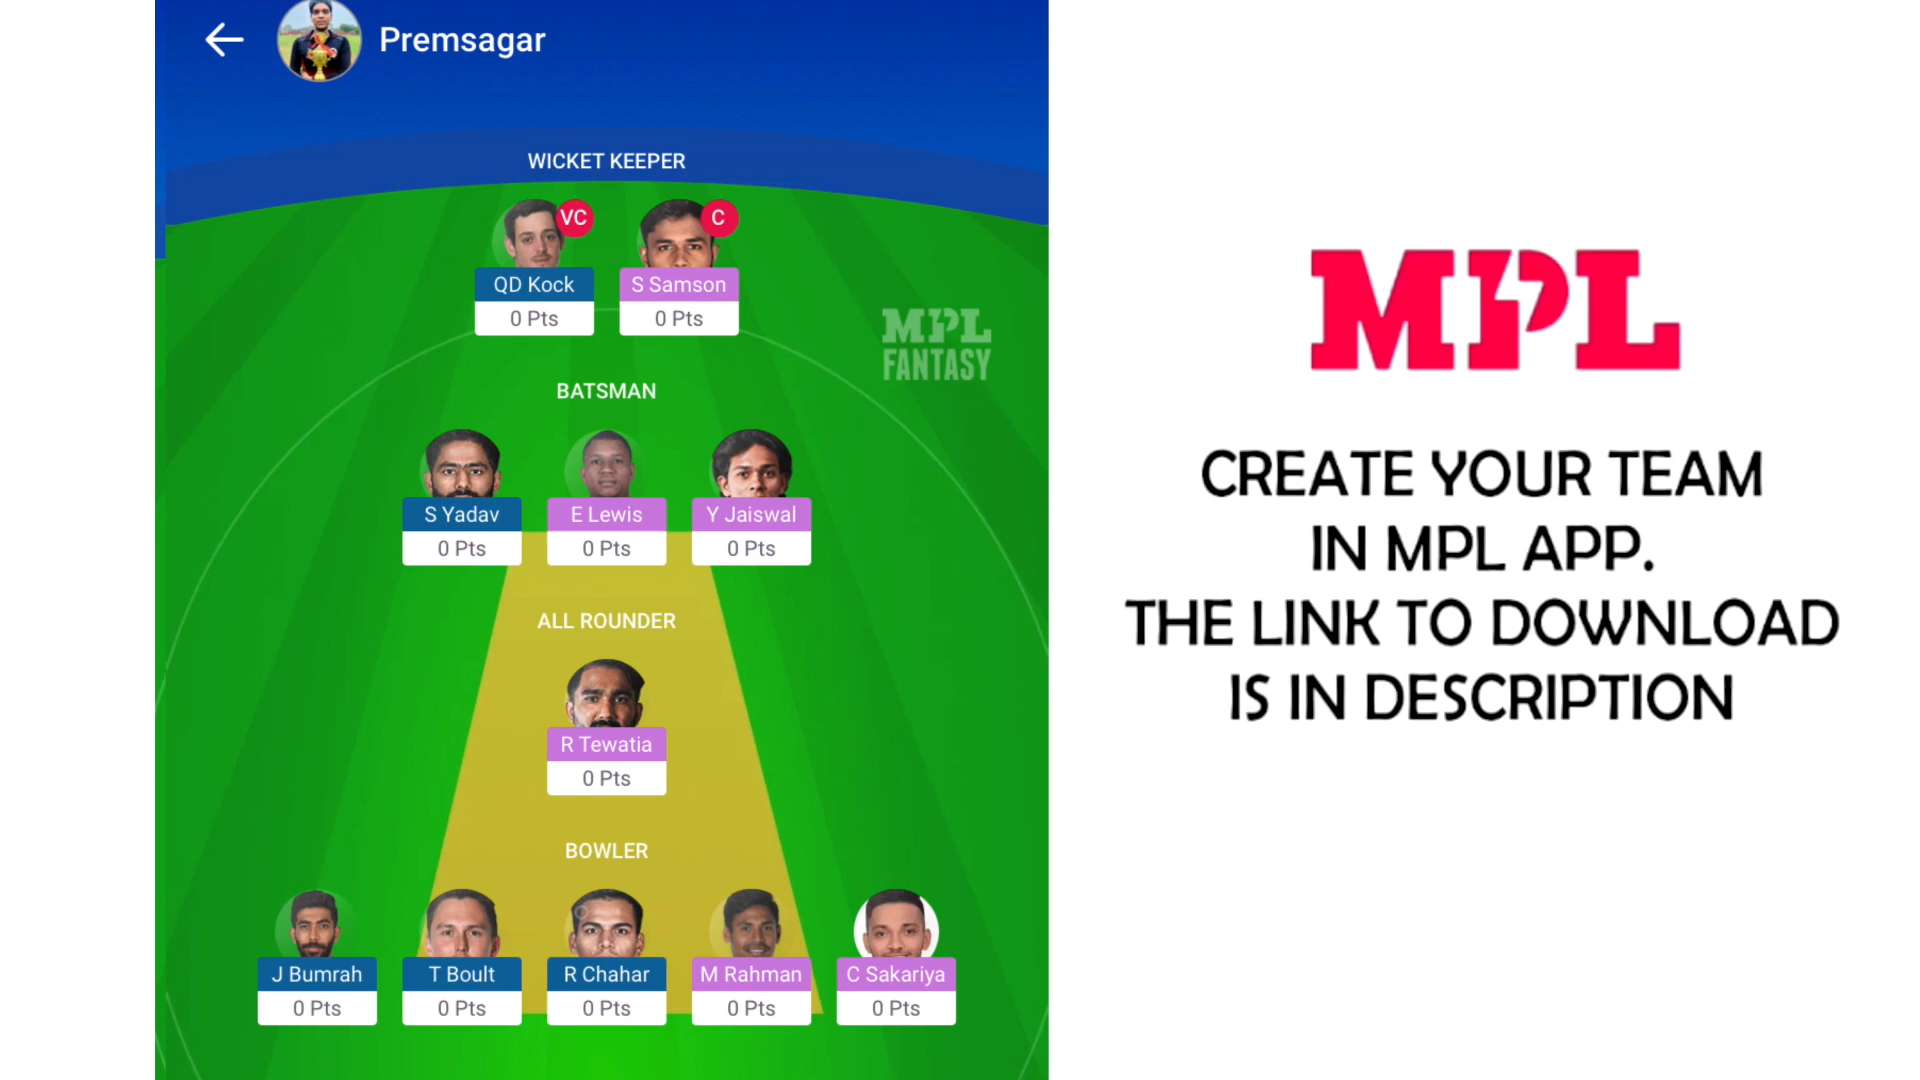 Premsagar
WICKET KEEPER
VC
C
QD Kock
S Samson
0 Pts
0 Pts
MPL
FANTASY
BATSMAN
S Yadav
E Lewis
Y Jaiswal
0 Pts
0 Pts
0 Pts
ALL ROUNDER
R Tewatia
0 Pts
BOWLER
J Bumrah
T Boult
R Chahar
M Rahman
C Sakariya
0 Pts
0 Pts
0 Pts
0 Pts
0 Pts
MPL
CREATE YOUR TEAM
IN MPL APP.
THE LINK TO DOWNLOAD
IS IN DESCRIPTION